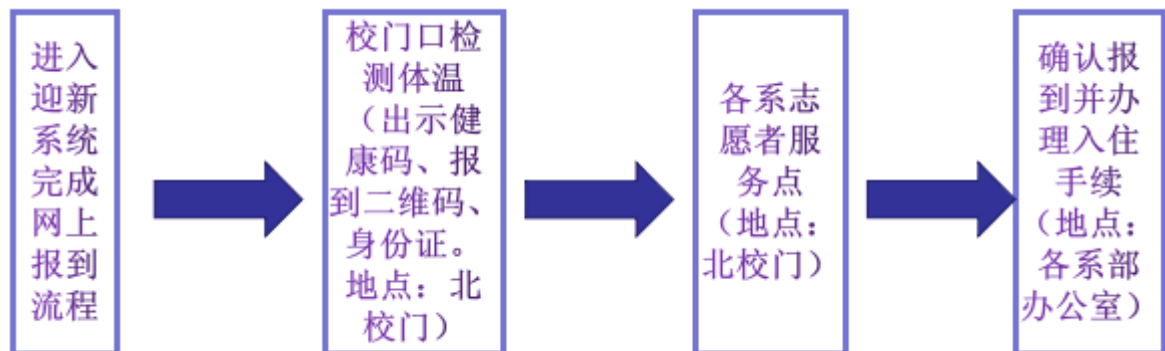 进入
迎新
系统
完成
网上
报到
流程
校门口检
测体温
（出示健
康码、报
到二维码、
身份证。
地点：北
校门）
各系志
愿者服
务点
（地点：
北校门）
确认报
到并办
理入住
手续
（地点：
各系部
办公室）